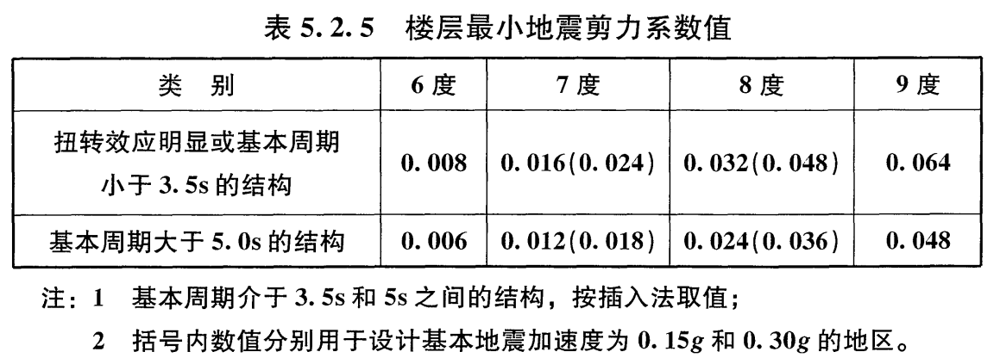 表 5.2.5 楼层最小地震剪力系数值
类 别 6 度 7 度 8 度 9 度
扭转效应明显或基本周期
小于 3.5s 的结构 0.008 0.016(0.024) 0.032(0.048) 0.064
基本周期大于 5.0s 的结构 0.006 0.012(0.018) 0.024(0.036) 0.048
注：1 基本周期介于 3.5s 和 5s 之间的结构，按插入法取值；
2 括号内数值分别用于设计基本地震加速度为 0.15g 和 0.30g 的地区。